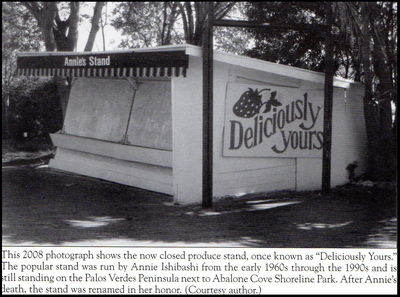 Annie's Stand
Deliciously
yours
This 2008 photograph shows the now closed produce stand, once known as “Deliciously Yours.”
The popular stand was run by Annie Ishibashi from the early 1960s through the 1990s and is
still standing on the Palos Verdes Peninsula next to Abalone Cove Shoreline Park. After Annie's
death, the stand was renamed in her honor. (Courtesy author.)